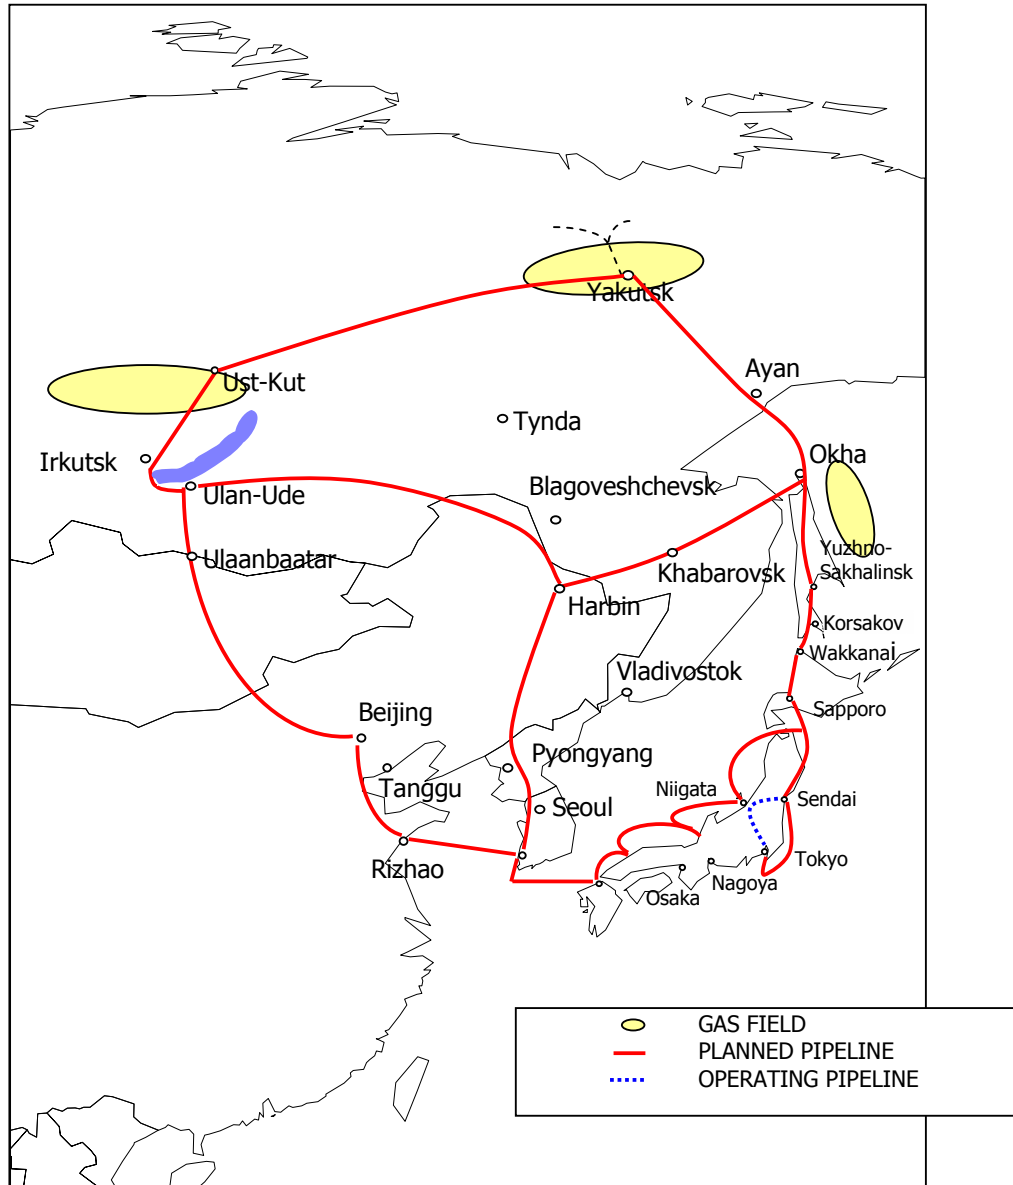 Yakutsk
Ayan
Ust-Kut
Tynda
Irkutsk
Okha
Ulan-Ude
Blagoveshchevsk
Yuzhno-
Sakhalinsk
Ulaanbaatar
Khabarovsk
Harbin
Korsakov
Wakkanai
Vladivostok
Beijing
Sapporo
Pyongyang
Tanggu
Niigata
Sendai
Seoul
Rizhao
Tokyo
Nagoya
Osaka
GAS FIELD
PLANNED PIPELINE
OPERATING PIPELINE